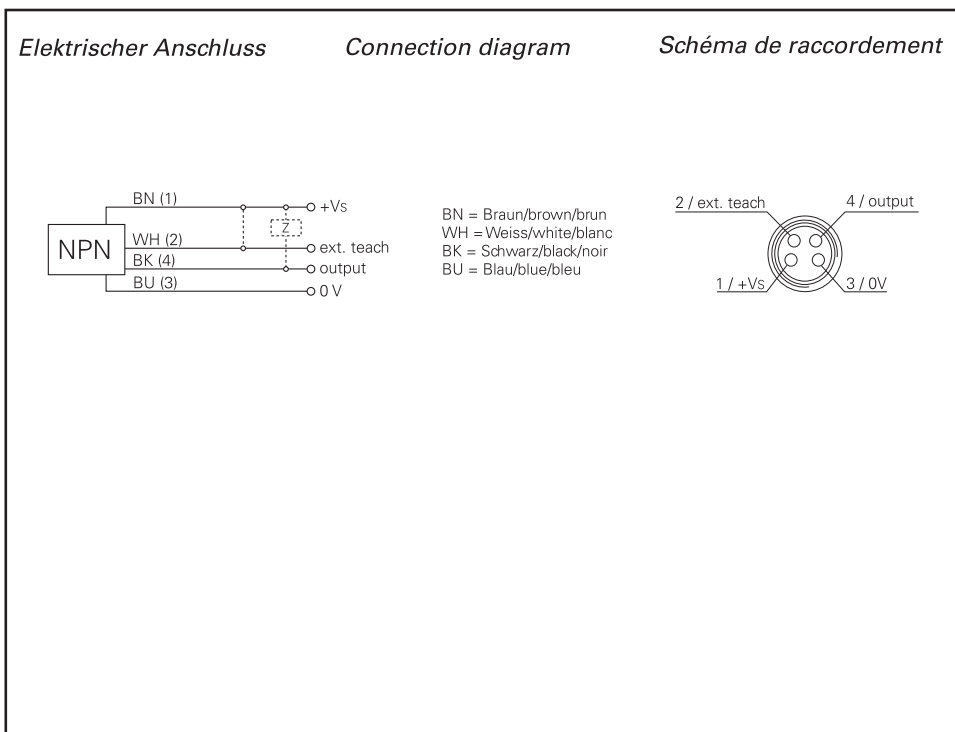 Elektrischer Anschluss
Connection diagram
Schéma de raccordement
BN (1)
+Vs
Z
NPN
WH (2)
ext. teach
BK (4)
output
BU (3)
0 V
BN = Braun/brown/brun
WH = Weiss/white/blanc
BK = Schwarz/black/noir
BU = Blau/blue/bleu
2 / ext. teach
4 / output
1 / +Vs
3 / 0V